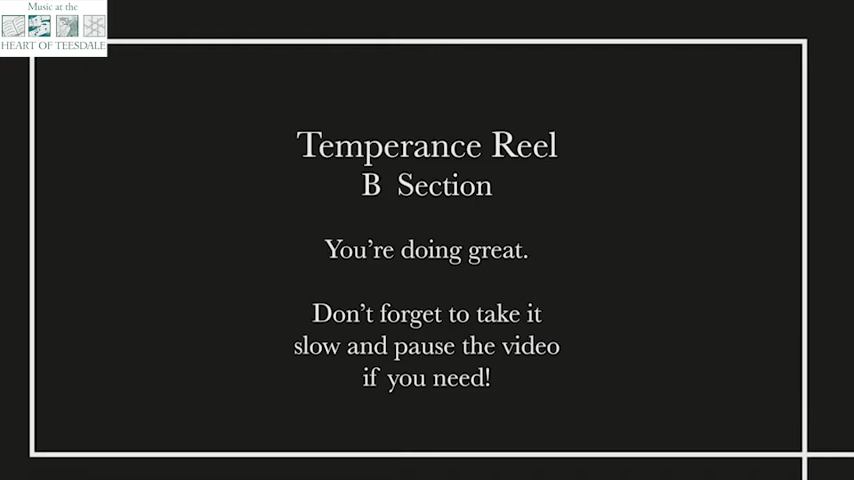 Music at the
HEART OF TEESDALE
Temperance Reel
B Section
You're doing great.
Don't forget to take it
slow and pause the video
if you need!